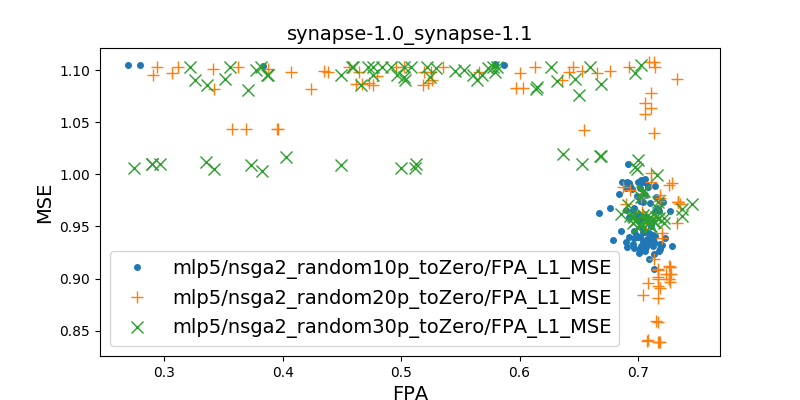 synapse-1.0_synapse-1.1
MSE
1.10
1.05
1.00
0.95
0.90
0.85
mlp5/nsga2_random10p_toZero/FPA_L1_MSE
mlp5/nsga2_random20p_toZero/FPA_L1_MSE
mlp5/nsga2_random30p_toZero/FPA_L1_MSE
0.3 0.4 0.5 0.6 0.7
FPA